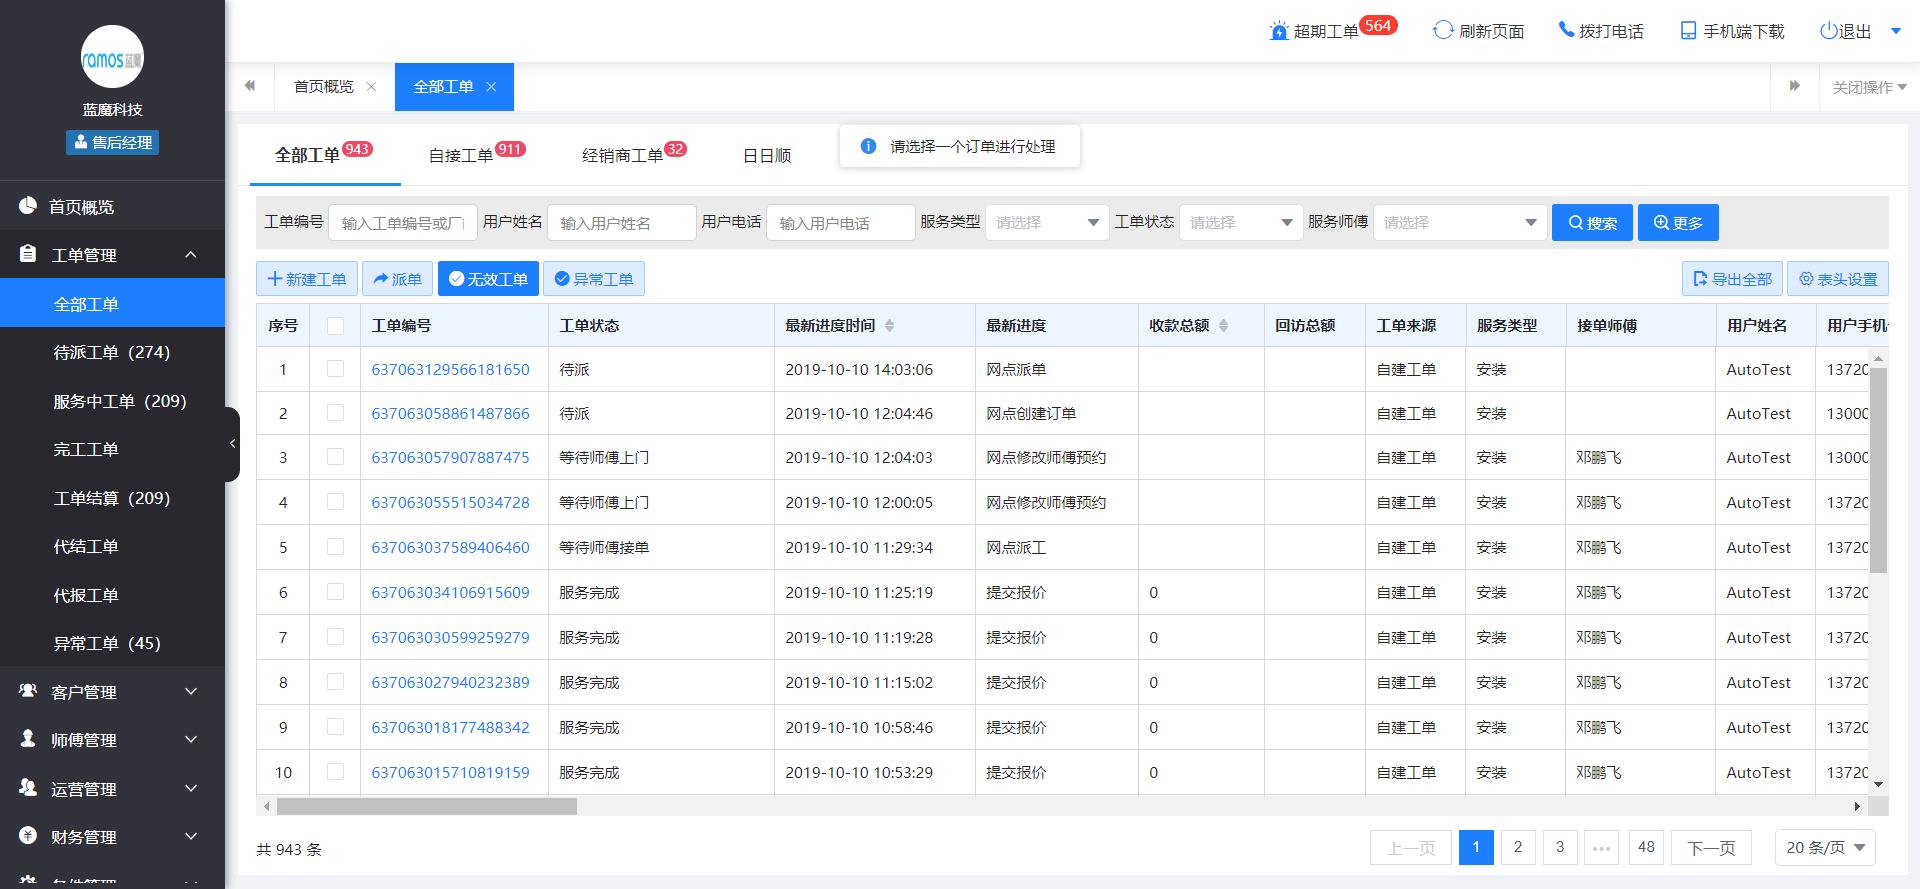 超期工单 564 刷新页面 拨打电话 手机端下载 退出
ramos蓝魔
蓝魔科技
售后经理
首页概览 全部工单 关闭操作
首页概览
工单管理
全部工单
待派工单（274）
服务中工单（209）
完工工单
工单结算（209）
代结工单
代报工单
异常工单（45）
客户管理
师傅管理
运营管理
财务管理
全部工单 943 自接工单 911 经销商工单 32 日日顺
请选择一个订单进行处理
工单编号 输入工单编号或厂 用户姓名 输入用户姓名 用户电话 输入用户电话 服务类型 请选择 工单状态 请选择 服务师傅 请选择 搜索 更多
新建工单 派单 无效工单 异常工单 导出全部 表头设置
序号 工单编号 工单状态 最新进度时间 最新进度 收款总额 回访总额 工单来源 服务类型 接单师傅 用户姓名 用户手机
1 637063129566181650 待派 2019-10-10 14:03:06 网点派单 自建工单 安装 AutoTest 13720
2 637063058861487866 待派 2019-10-10 12:04:46 网点创建订单 自建工单 安装 AutoTest 13000
3 637063057907887475 等待师傅上门 2019-10-10 12:04:03 网点修改师傅预约 自建工单 安装 邓鹏飞 AutoTest 13000
4 637063055515034728 等待师傅上门 2019-10-10 12:00:05 网点修改师傅预约 自建工单 安装 邓鹏飞 AutoTest 13720
5 637063037589406460 等待师傅接单 2019-10-10 11:29:34 网点派工 自建工单 安装 邓鹏飞 AutoTest 13720
6 637063034106915609 服务完成 2019-10-10 11:25:19 提交报价 0 自建工单 安装 邓鹏飞 AutoTest 13720
7 637063030599259279 服务完成 2019-10-10 11:19:28 提交报价 0 自建工单 安装 邓鹏飞 AutoTest 13720
8 637063027940232389 服务完成 2019-10-10 11:15:02 提交报价 0 自建工单 安装 邓鹏飞 AutoTest 13720
9 637063018177488342 服务完成 2019-10-10 10:58:46 提交报价 0 自建工单 安装 邓鹏飞 AutoTest 13720
10 637063015710819159 服务完成 2019-10-10 10:53:29 提交报价 0 自建工单 安装 邓鹏飞 AutoTest 13720
共 943 条 上一页 1 2 3 ••• 48 下一页 20 条/页